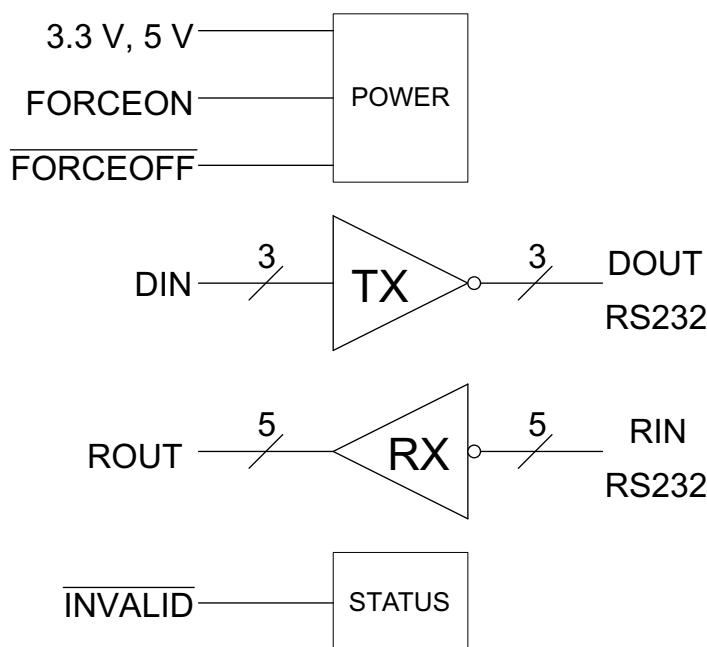 3.3 V, 5 V
FORCEON
POWER
FORCEOFF
DIN
3
TX
3
DOUT
RS232
ROUT
5
RX
5
RIN
RS232
INVALID
STATUS